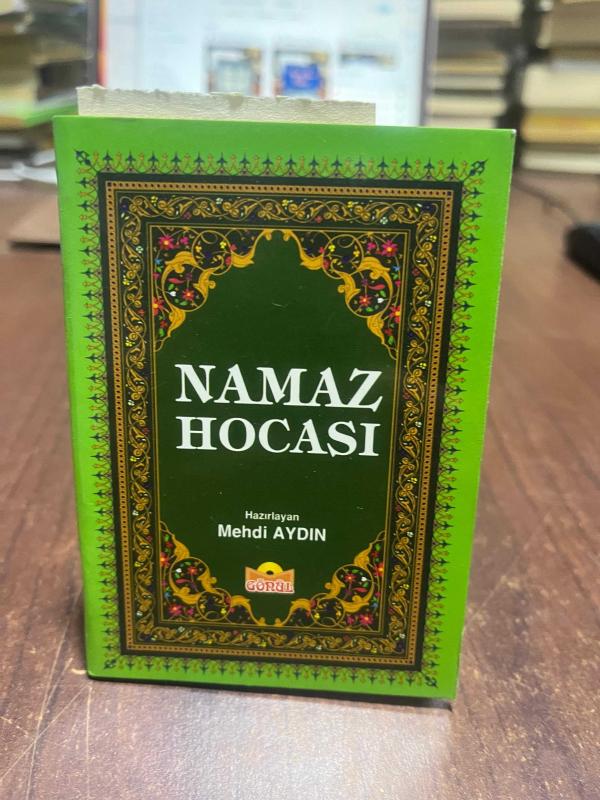 NAMAZ
HOCASI
Hazırlayan
Mehdi AYDIN
GÖNÜL